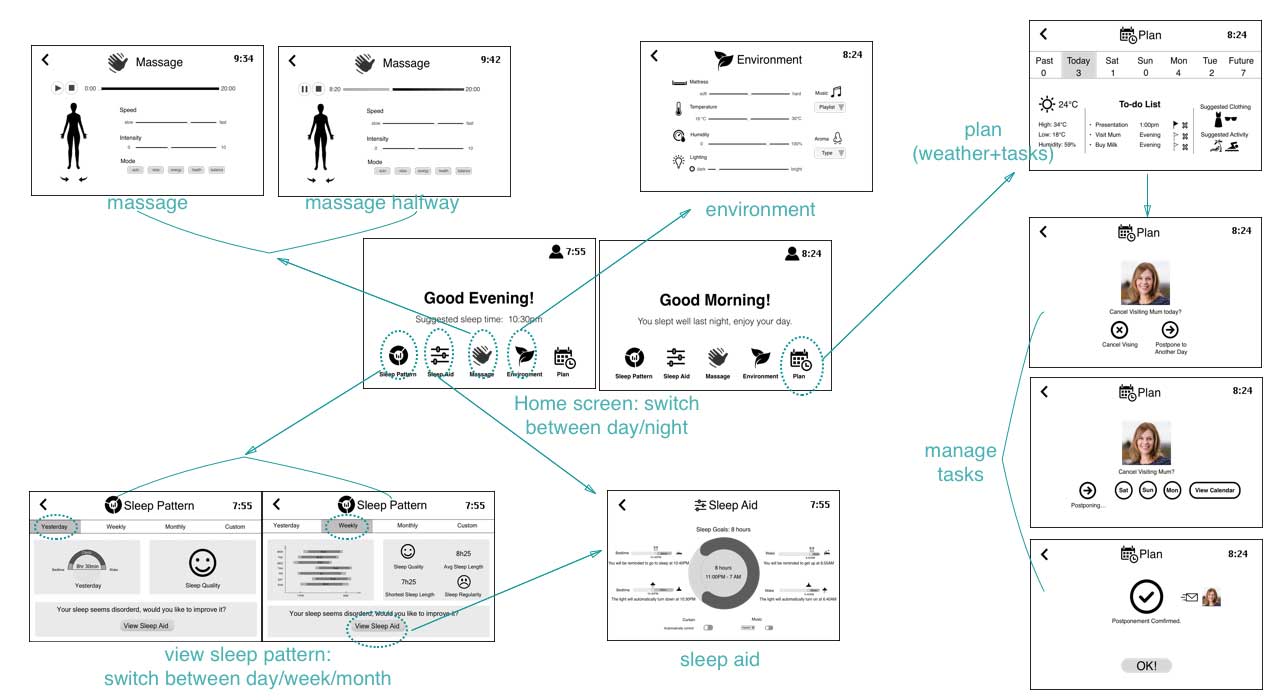 Massage
9:34
0:00
20:00
Speed
slow
fast
Intensity
0
10
Mode
auto
relax
energy
health
balance
massage
Massage
9:42
8:20
20:00
Speed
slow
fast
Intensity
0
10
Mode
auto
relax
energy
health
balance
massage halfway
Environment
8:24
Mattress
soft
hard
Temperature
15 °C
30°C
Humidity
0
100%
Lighting
dark
bright
Music
Playlist
Aroma
Type
environment
plan
(weather+tasks)
Plan
8:24
Past Today Sat Sun Mon Tue Future
0 3 1 0 4 2 7
24°C
High: 34°C
Low: 18°C
Humidity: 59%
To-do List
Presentation 1:00pm
Visit Mum Evening
Buy Milk Evening
Suggested Clothing
Suggested Activity
7:55
Good Evening!
Suggested sleep time: 10:30pm
Sleep Pattern Sleep Aid Massage Environment Plan
8:24
Good Morning!
You slept well last night, enjoy your day.
Sleep Pattern Sleep Aid Massage Environment Plan
Home screen: switch
between day/night
Plan
8:24
Cancel Visiting Mum today?
Cancel Vising
Postpone to
Another Day
Plan
8:24
Cancel Visiting Mum?
Postponing...
Sat Sun Mon View Calendar
manage
tasks
Plan
8:24
Postponement Comfirmed.
OK!
Sleep Pattern
7:55
Yesterday Weekly Monthly Custom
Bedtime
8hr 30min
Wake
Yesterday
Sleep Quality
Your sleep seems disorderd, would you like to improve it?
View Sleep Aid
Sleep Pattern
7:55
Yesterday Weekly Monthly Custom
Sleep Quality
8h25
Avg Sleep Length
7h25
Shortest Sleep Length
Sleep Regularity
Your sleep seems disorderd, would you like to improve it?
View Sleep Aid
view sleep pattern:
switch between day/week/month
Sleep Aid
7:55
Sleep Goals: 8 hours
Bedtime
You will be reminded to go to sleep at 10:40PM
Wake
You will be reminded to get up at 6:55AM
8 hours
11:00PM - 7 AM
Bedtime
The light will automatically turn down at 10:30PM
Wake
The light will automatically turn on at 6:40AM
Curtain
Automatically control
Music
sleep aid